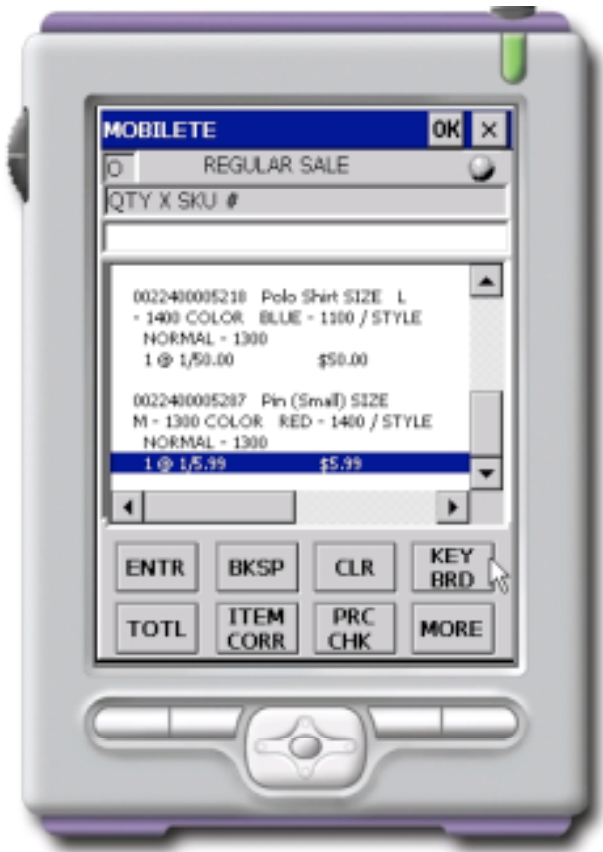 MOBILETE OK ×
O REGULAR SALE
QTY X SKU #
0022400005218 Polo Shirt SIZE L
- 1400 COLOR BLUE - 1100 / STYLE
NORMAL - 1300
1 @ 1/50.00 $50.00
0022400005287 Pin (Small) SIZE
M - 1300 COLOR RED - 1400 / STYLE
NORMAL - 1300
1 @ 1/5.99 $5.99
ENTR BKSP CLR KEY BRD
TOTL ITEM CORR PRC CHK MORE